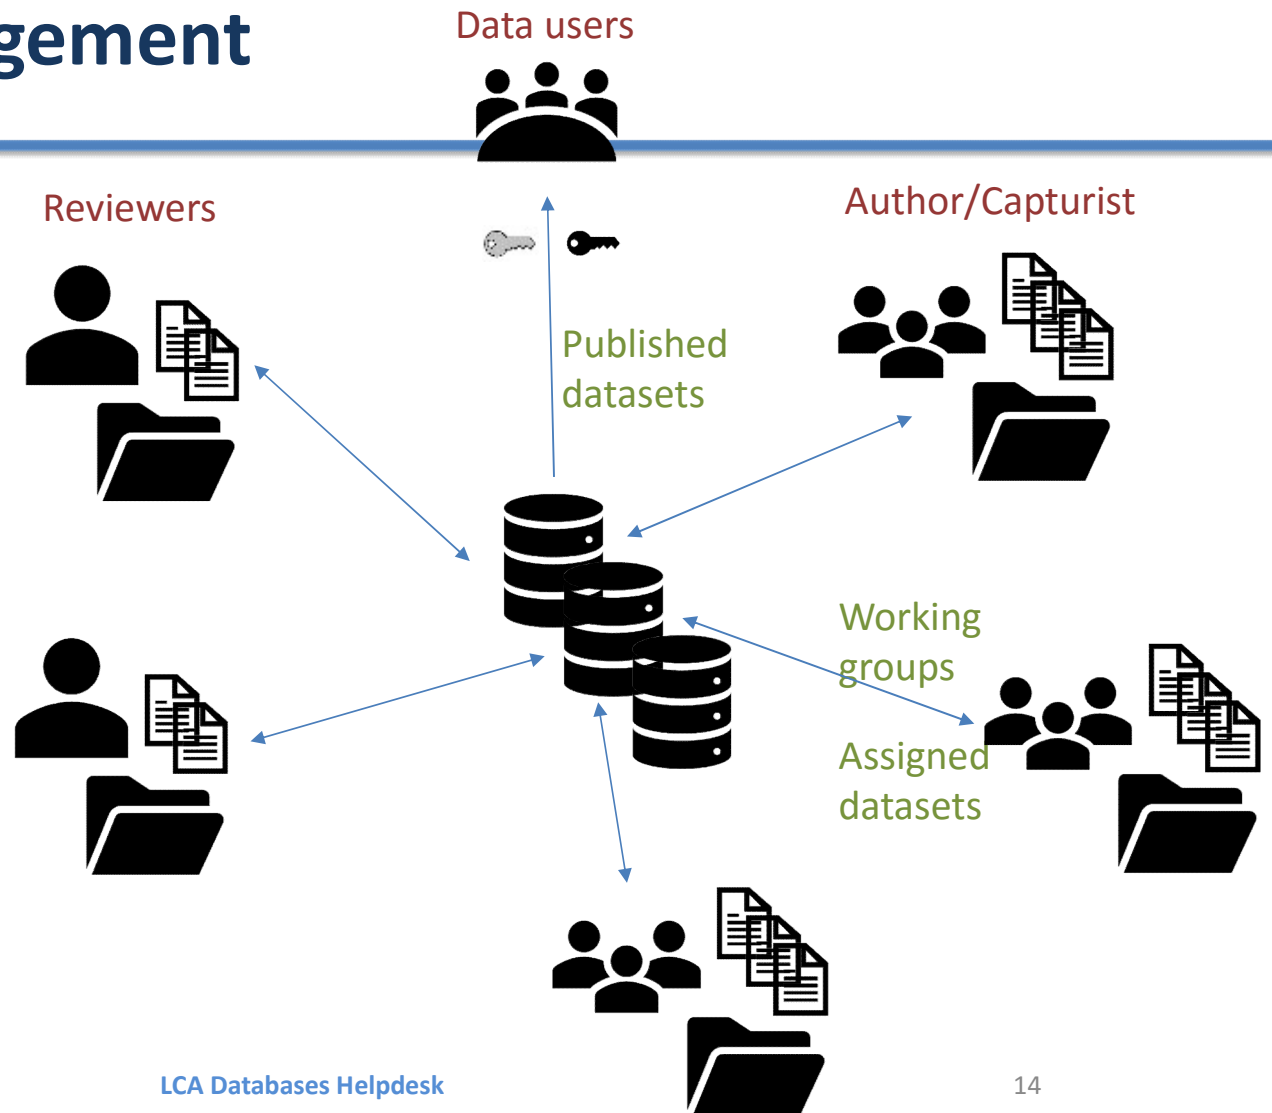 gement
Data users
Reviewers
Author/Capturist
Published
datasets
Working
groups
Assigned
datasets
LCA Databases Helpdesk
14